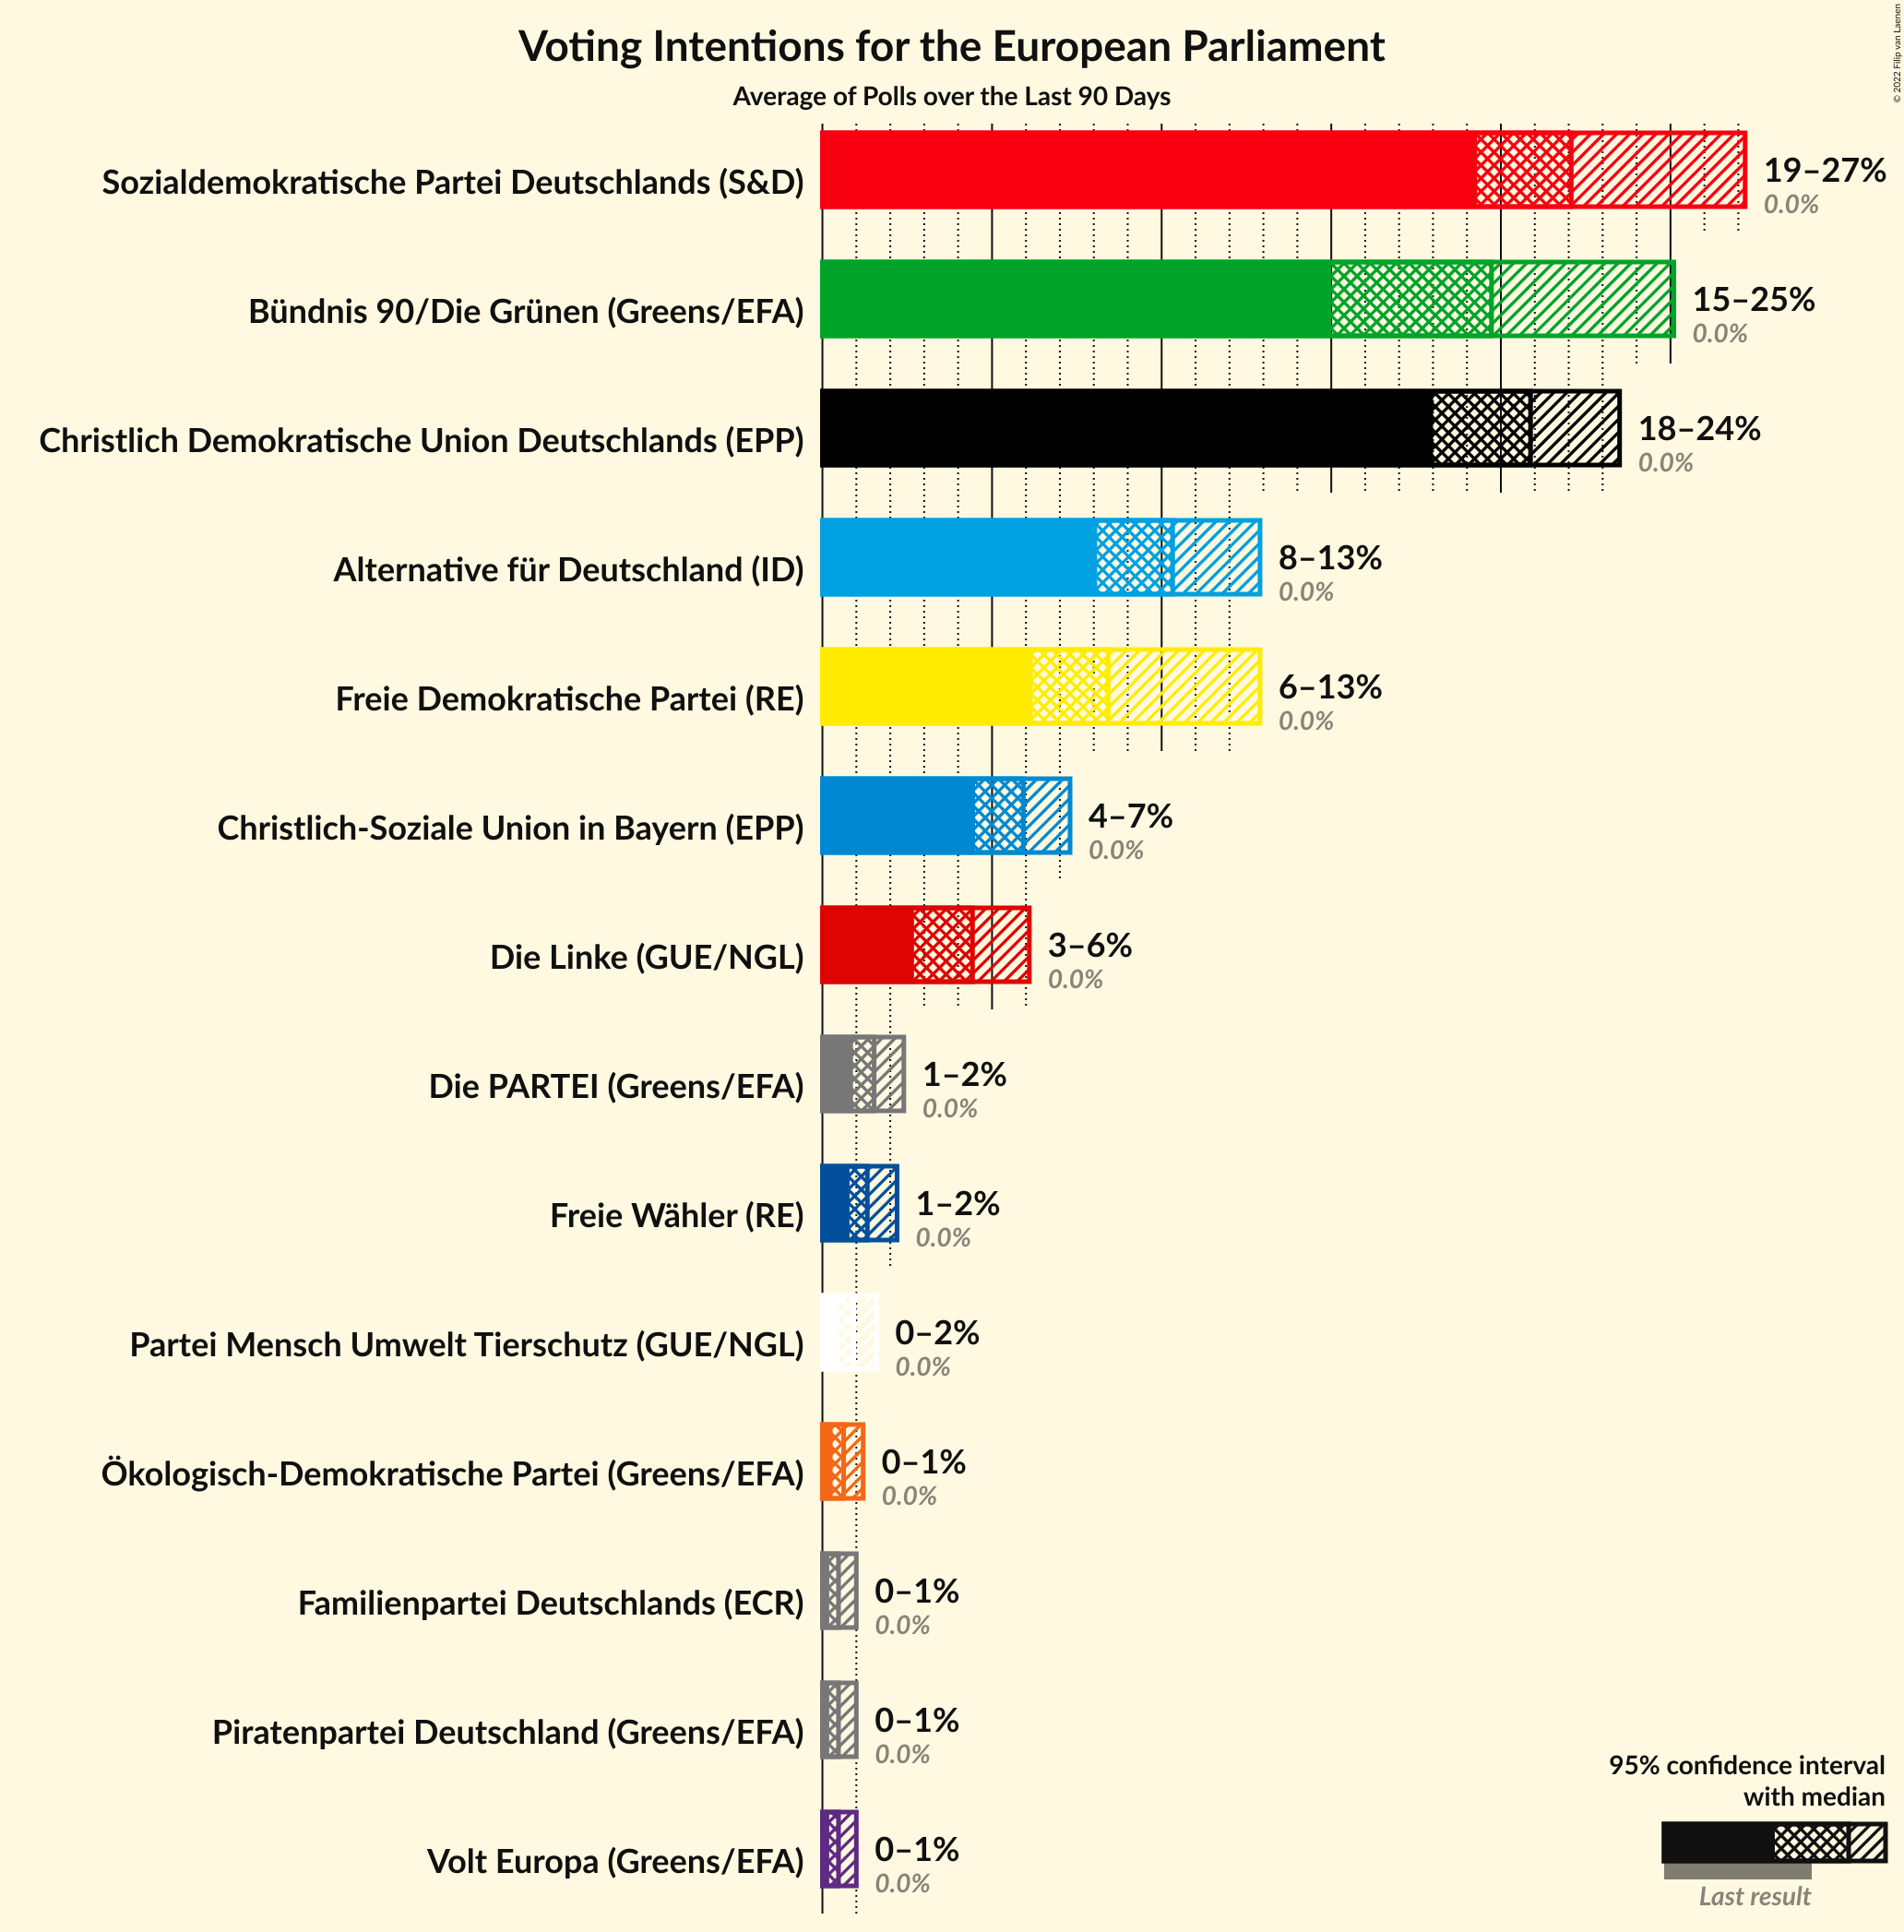 Voting Intentions for the European Parliament
Average of Polls over the Last 90 Days
© 2022 Filip van Laenen
Sozialdemokratische Partei Deutschlands (S&D)
19–27%
0.0%
Bündnis 90/Die Grünen (Greens/EFA)
15–25%
0.0%
Christlich Demokratische Union Deutschlands (EPP)
18–24%
0.0%
Alternative für Deutschland (ID)
8–13%
0.0%
Freie Demokratische Partei (RE)
6–13%
0.0%
Christlich-Soziale Union in Bayern (EPP)
4–7%
0.0%
Die Linke (GUE/NGL)
3–6%
0.0%
Die PARTEI (Greens/EFA)
1–2%
0.0%
Freie Wähler (RE)
1–2%
0.0%
Partei Mensch Umwelt Tierschutz (GUE/NGL)
0–2%
0.0%
Ökologisch-Demokratische Partei (Greens/EFA)
0–1%
0.0%
Familienpartei Deutschlands (ECR)
0–1%
0.0%
Piratenpartei Deutschland (Greens/EFA)
0–1%
0.0%
Volt Europa (Greens/EFA)
0–1%
0.0%
95% confidence interval
with median
Last result